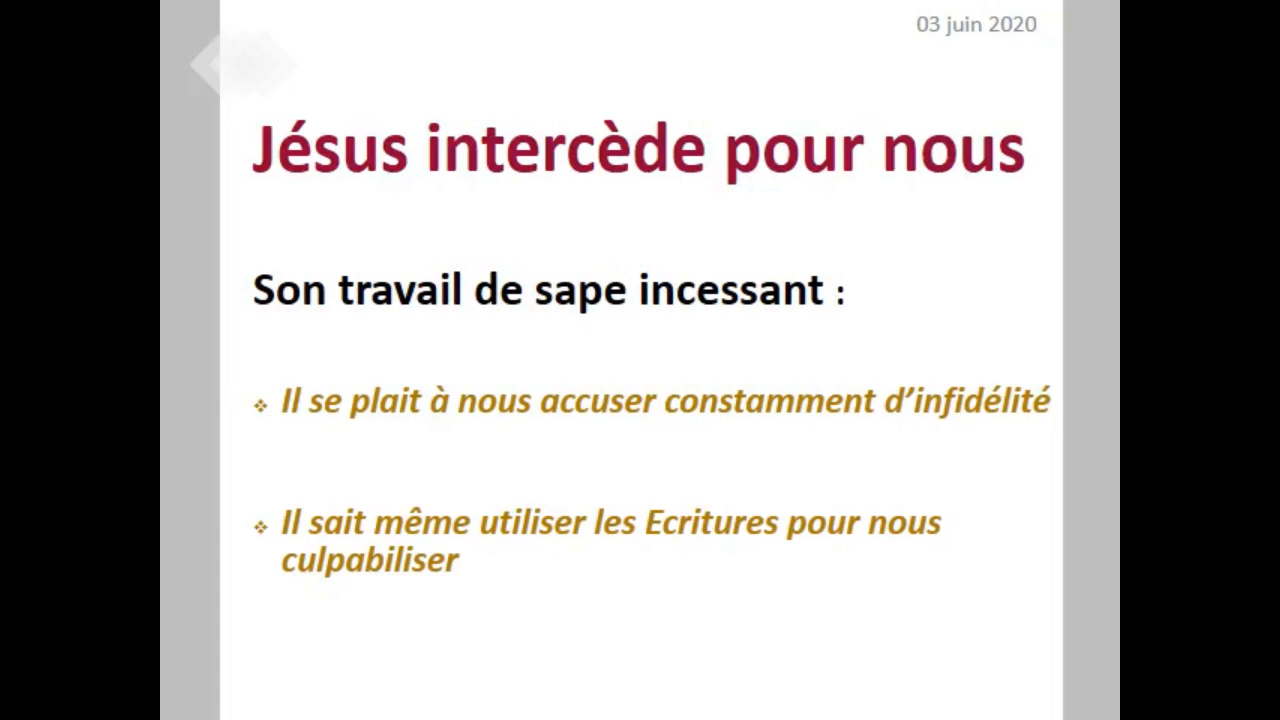 03 juin 2020
Jésus intercède pour nous
Son travail de sape incessant :
❖ Il se plait à nous accuser constamment d’infidélité
❖ Il sait même utiliser les Ecritures pour nous
culpabiliser